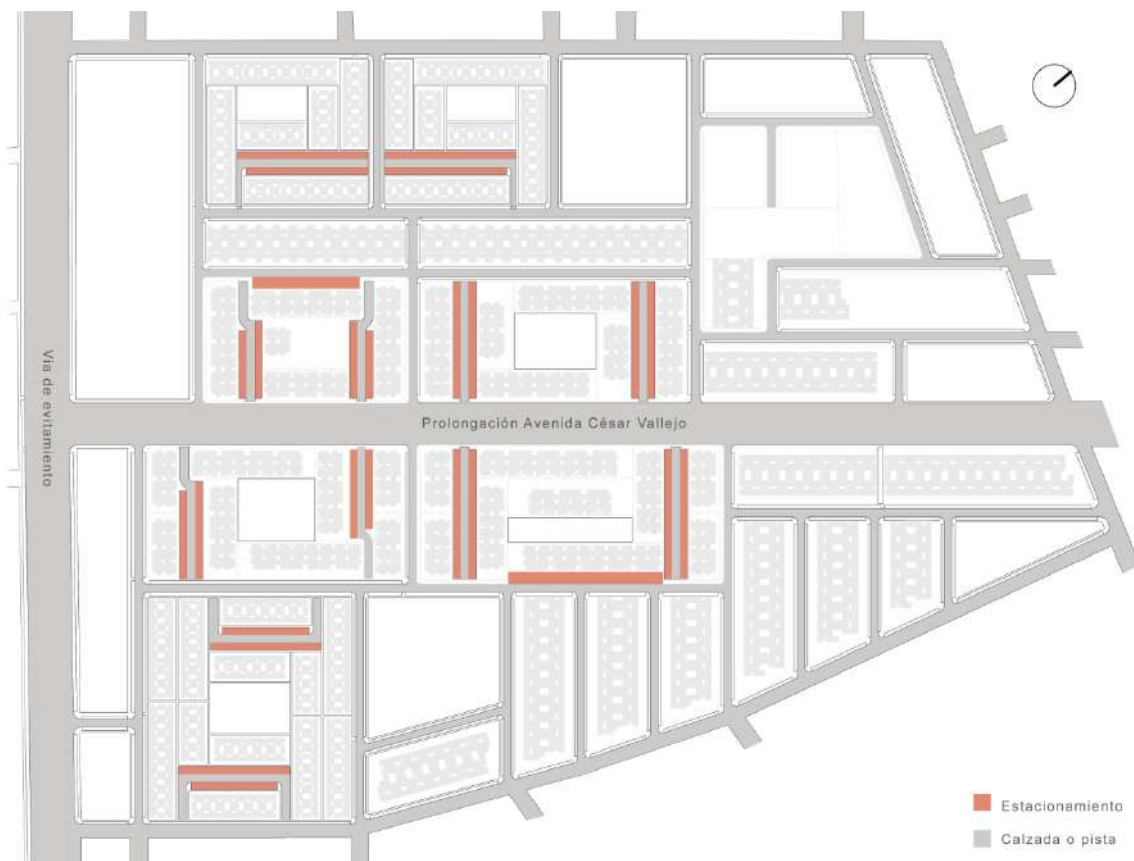 Vía de evitamiento
Prolongación Avenida César Vallejo
Estacionamiento
Calzada o pista